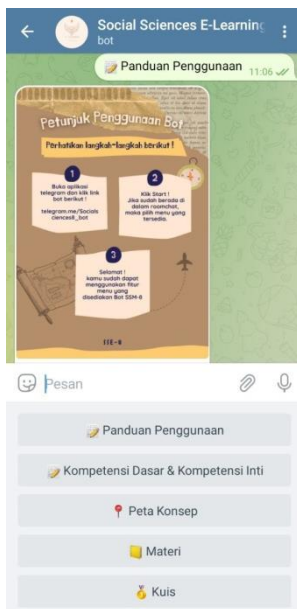 Social Sciences E-Learning
bot
📝 Panduan Penggunaan 11:06
Petunjuk Penggunaan Bot
Perhatikan langkah-langkah berikut !
1
Buka aplikasi
telegram dan klik link
bot berikut !
telegram.me/Socials
ciences8_bot
2
Klik Start !
Jika sudah berada di
dalam roomchat,
maka pilih menu yang
tersedia.
3
Selamat !
kamu sudah dapat
menggunakan fitur
menu yang
disediakan Bot SSM-8
Pesan
📝 Panduan Penggunaan
📝 Kompetensi Dasar & Kompetensi Inti
📍 Peta Konsep
📒 Materi
🏅 Kuis